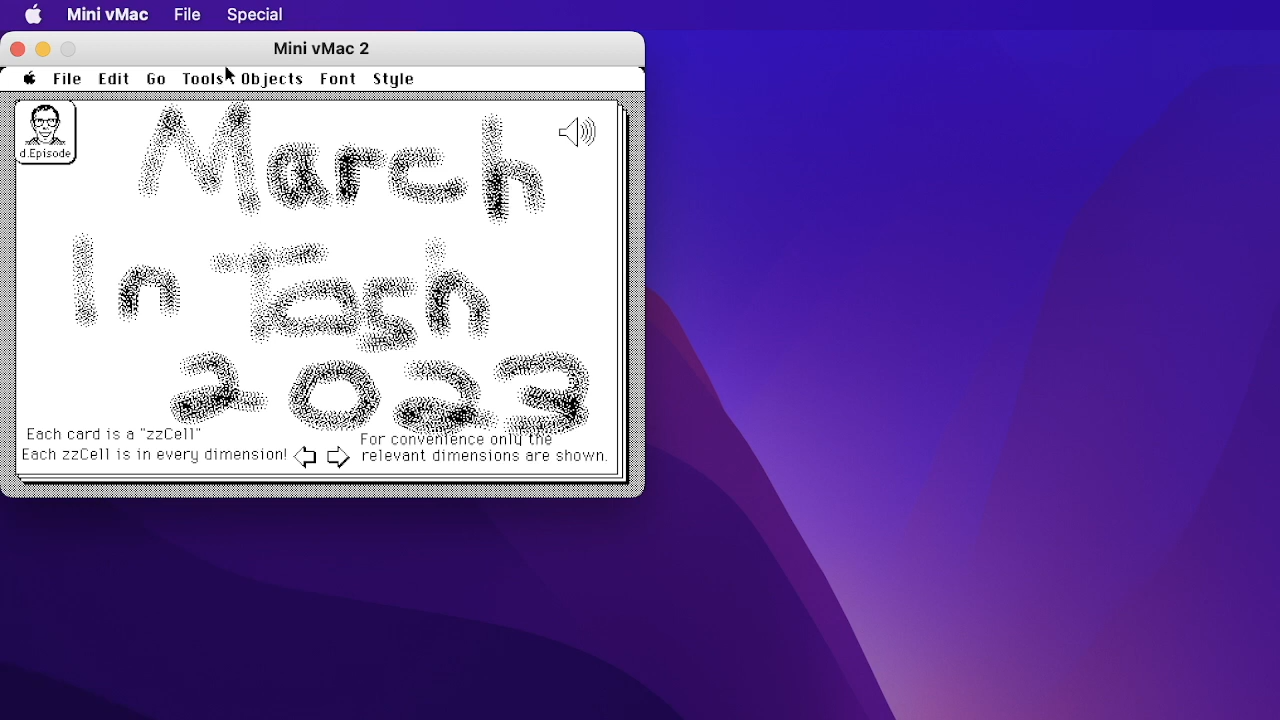 Mini vMac File Special
Mini vMac 2
File Edit Go Tools Objects Font Style
d.Episode
March
In Tosh
2023
Each card is a "zzCell"
Each zzCell is in every dimension!
For convenience only the
relevant dimensions are shown.